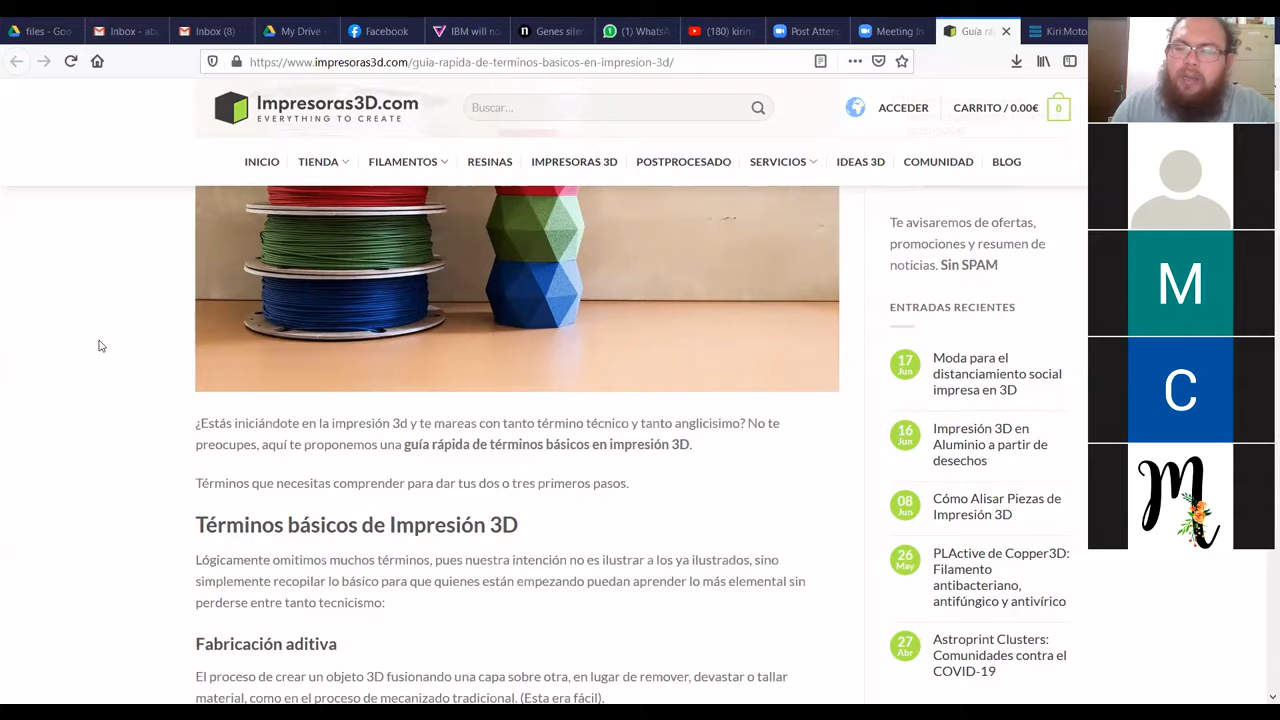 files - Goo
Inbox - aba
Inbox (8)
My Drive -
Facebook
IBM will no
Genes siler
(1) WhatsA
(180) kirim
Post Attend
Meeting In
Guía rá
Kiri:Moto
https://www.impresoras3d.com/guia-rapida-de-terminos-basicos-en-impresion-3d/
Impresoras3D.com
EVERYTHING TO CREATE
Buscar...
ACCEDER
CARRITO / 0.00€
0
INICIO
TIENDA
FILAMENTOS
RESINAS
IMPRESORAS 3D
POSTPROCESADO
SERVICIOS
IDEAS 3D
COMUNIDAD
BLOG
¿Estás iniciándote en la impresión 3d y te mareas con tanto término técnico y tanto anglicisimo? No te
preocupes, aquí te proponemos una guía rápida de términos básicos en impresión 3D.
Términos que necesitas comprender para dar tus dos o tres primeros pasos.
Términos básicos de Impresión 3D
Lógicamente omitimos muchos términos, pues nuestra intención no es ilustrar a los ya ilustrados, sino
simplemente recopilar lo básico para que quienes están empezando puedan aprender lo más elemental sin
perderse entre tanto tecnicismo:
Fabricación aditiva
El proceso de crear un objeto 3D fusionando una capa sobre otra, en lugar de remover, devastar o tallar
material, como en el proceso de mecanizado tradicional. (Esta era fácil).
Te avisaremos de ofertas,
promociones y resumen de
noticias. Sin SPAM
ENTRADAS RECIENTES
17
Jun
Moda para el
distanciamiento social
impresa en 3D
16
Jun
Impresión 3D en
Aluminio a partir de
desechos
08
Jun
Cómo Alisar Piezas de
Impresión 3D
26
May
PLActive de Copper3D:
Filamento
antibacteriano,
antifúngico y antivírico
27
Abr
Astroprint Clusters:
Comunidades contra el
COVID-19
M
C
M